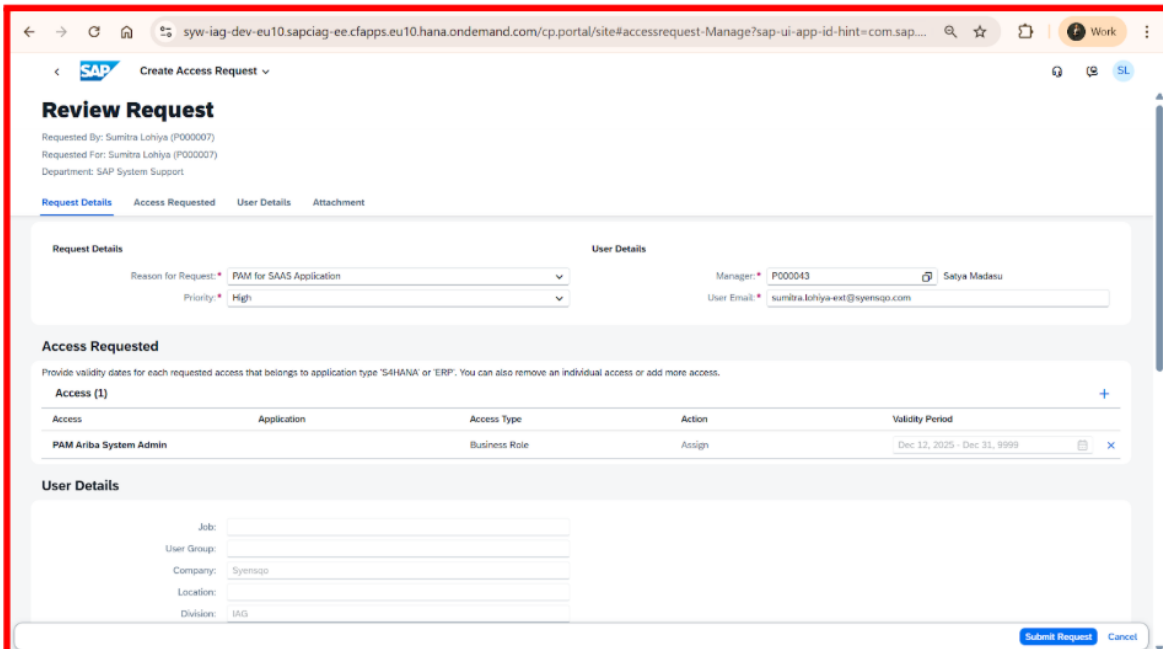 syw-iag-dev-eu10.sapciag-ee.cfapps.eu10.hana.ondemand.com/cp.portal/site#accessrequest-Manage?sap-ui-app-id-hint=com.sap.... Work
SAP Create Access Request SL
Review Request
Requested By: Sumitra Lohiya (P000007)
Requested For: Sumitra Lohiya (P000007)
Department: SAP System Support
Request Details Access Requested User Details Attachment
Request Details User Details
Reason for Request:* PAM for SAAS Application Manager:* P000043 Satya Madasu
Priority:* High User Email:* sumitra.lohiya-ext@syensqo.com
Access Requested
Provide validity dates for each requested access that belongs to application type 'S4HANA' or 'ERP'. You can also remove an individual access or add more access.
Access (1)
Access Application Access Type Action Validity Period
PAM Ariba System Admin Business Role Assign Dec 12, 2025 - Dec 31, 9999
User Details
Job:
User Group:
Company: Syensqo
Location:
Division: IAG
Submit Request Cancel